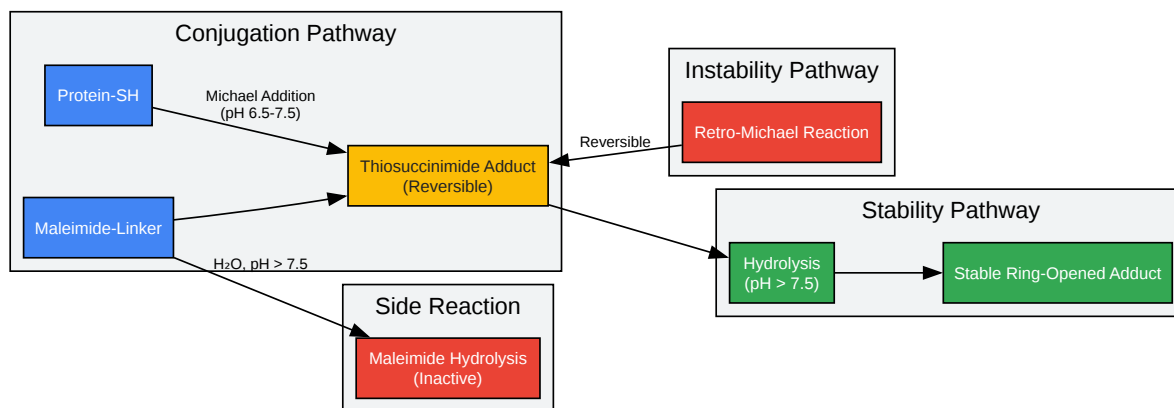 Conjugation Pathway
Protein-SH
Michael Addition
(pH 6.5-7.5)
Thiosuccinimide Adduct
(Reversible)
Maleimide-Linker
H₂O, pH > 7.5
Instability Pathway
Retro-Michael Reaction
Reversible
Stability Pathway
Hydrolysis
(pH > 7.5)
Stable Ring-Opened Adduct
Side Reaction
Maleimide Hydrolysis
(Inactive)